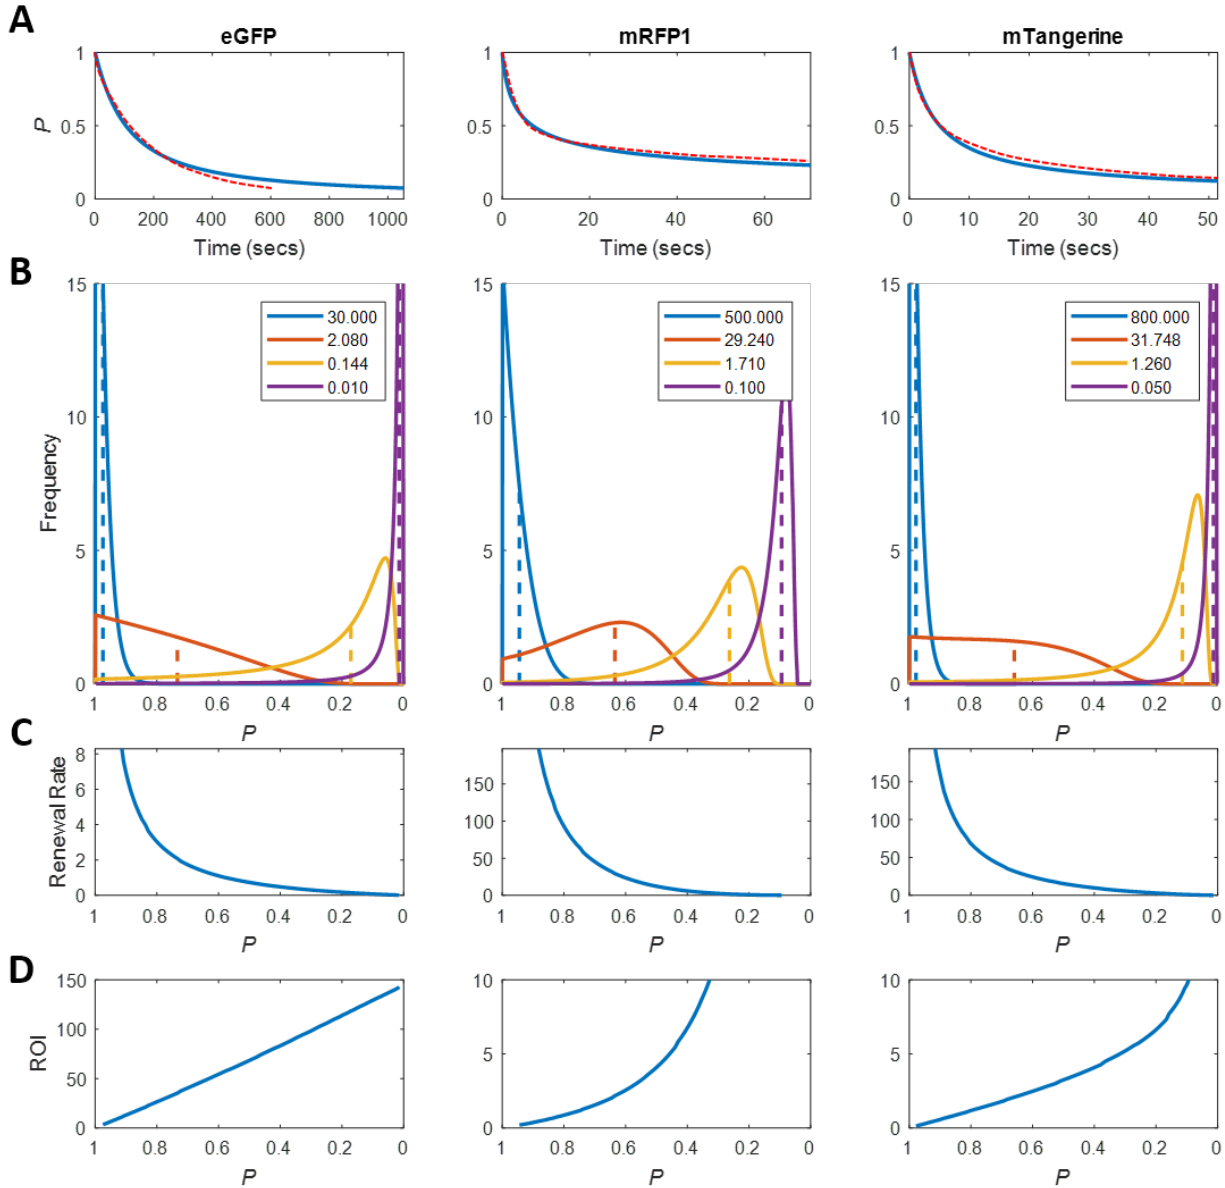 A
eGFP
mRFP1
mTangerine
P
1
0.5
0
0 200 400 600 800 1000
Time (secs)
1
0.5
0
0 20 40 60
Time (secs)
1
0.5
0
0 10 20 30 40 50
Time (secs)
B
Frequency
15
10
5
0
30.000
2.080
0.144
0.010
1 0.8 0.6 0.4 0.2 0
P
15
10
5
0
500.000
29.240
1.710
0.100
1 0.8 0.6 0.4 0.2 0
P
15
10
5
0
800.000
31.748
1.260
0.050
1 0.8 0.6 0.4 0.2 0
P
C
Renewal Rate
8
6
4
2
0
1 0.8 0.6 0.4 0.2 0
P
150
100
50
0
1 0.8 0.6 0.4 0.2 0
P
150
100
50
0
1 0.8 0.6 0.4 0.2 0
P
D
ROI
150
100
50
0
1 0.8 0.6 0.4 0.2 0
P
10
5
0
1 0.8 0.6 0.4 0.2 0
P
10
5
0
1 0.8 0.6 0.4 0.2 0
P